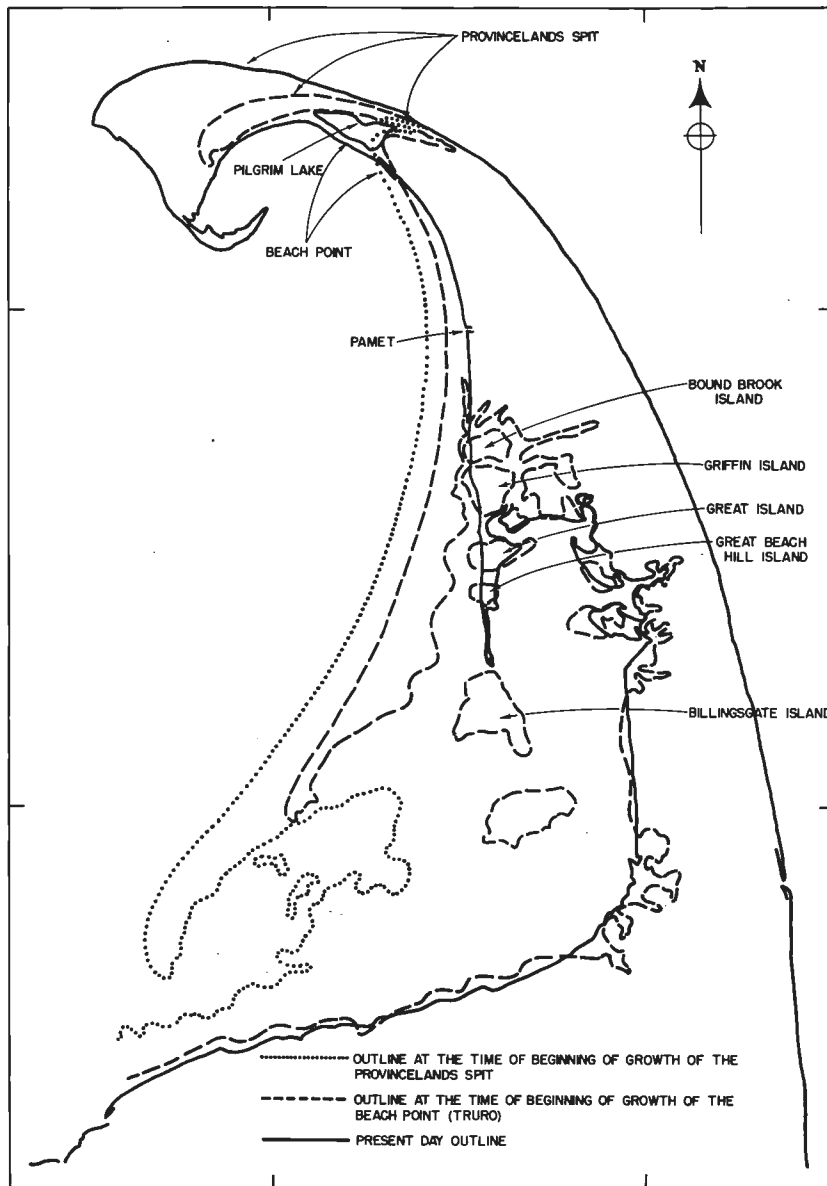 PROVINCELANDS SPIT
N
PILGRIM LAKE
BEACH POINT
PAMET
BOUND BROOK
ISLAND
GRIFFIN ISLAND
GREAT ISLAND
GREAT BEACH
HILL ISLAND
BILLINGSGATE ISLAND
OUTLINE AT THE TIME OF BEGINNING OF GROWTH OF THE
PROVINCELANDS SPIT
OUTLINE AT THE TIME OF BEGINNING OF GROWTH OF THE
BEACH POINT (TRURO)
PRESENT DAY OUTLINE